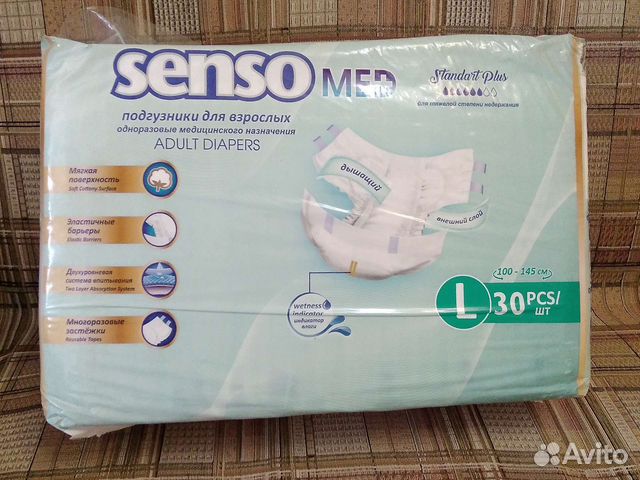 senso MED
Standart Plus
для тяжелой степени недержания
подгузники для взрослых
одноразовые медицинского назначения
ADULT DIAPERS
Мягкая
поверхность
Soft Cottony Surface
дышащий
внешний слой
Эластичные
барьеры
Elastic Barriers
Двухуровневая
система впитывания
Two Layer Absorption System
Многоразовые
застёжки
Reusable Tapes
wetness
indicator
индикатор
влаги
100 - 145 см
L 30 PCS/
ШТ
Avito